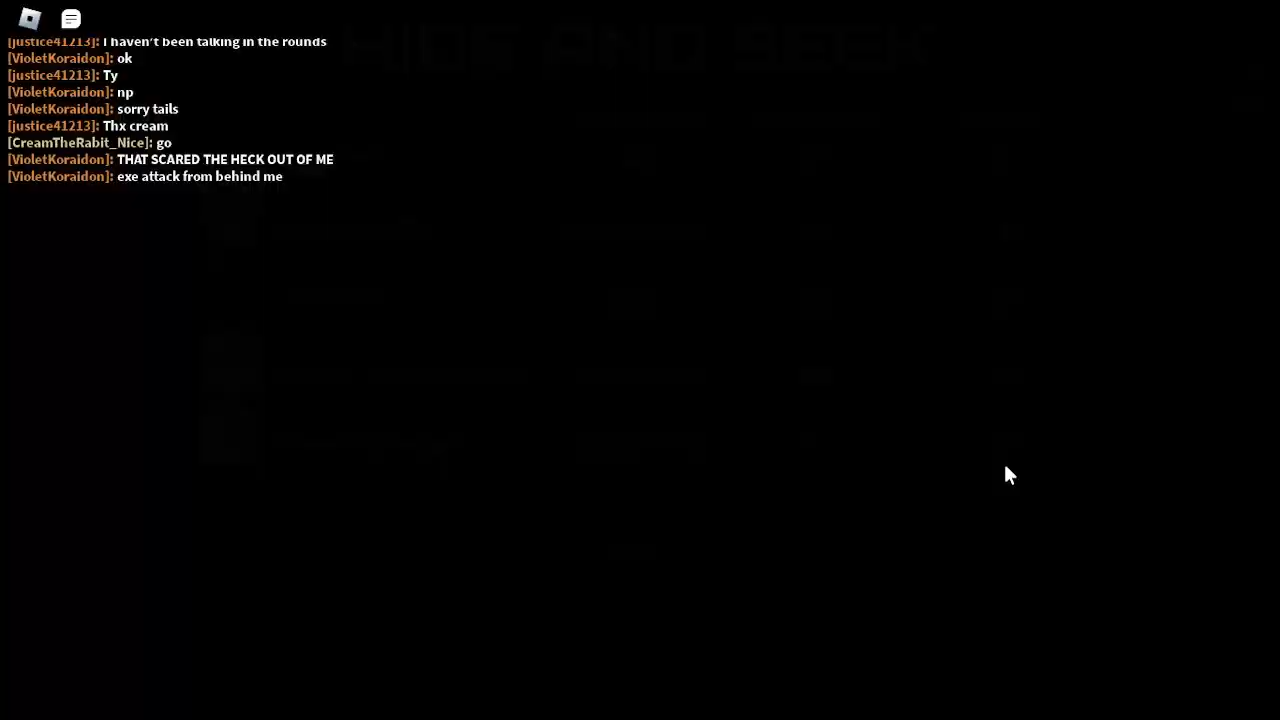 [justice41213]: I haven't been talking in the rounds
[VioletKoraidon]: ok
[justice41213]: Ty
[VioletKoraidon]: np
[VioletKoraidon]: sorry tails
[justice41213]: Thx cream
[CreamTheRabit_Nice]: go
[VioletKoraidon]: THAT SCARED THE HECK OUT OF ME
[VioletKoraidon]: exe attack from behind me